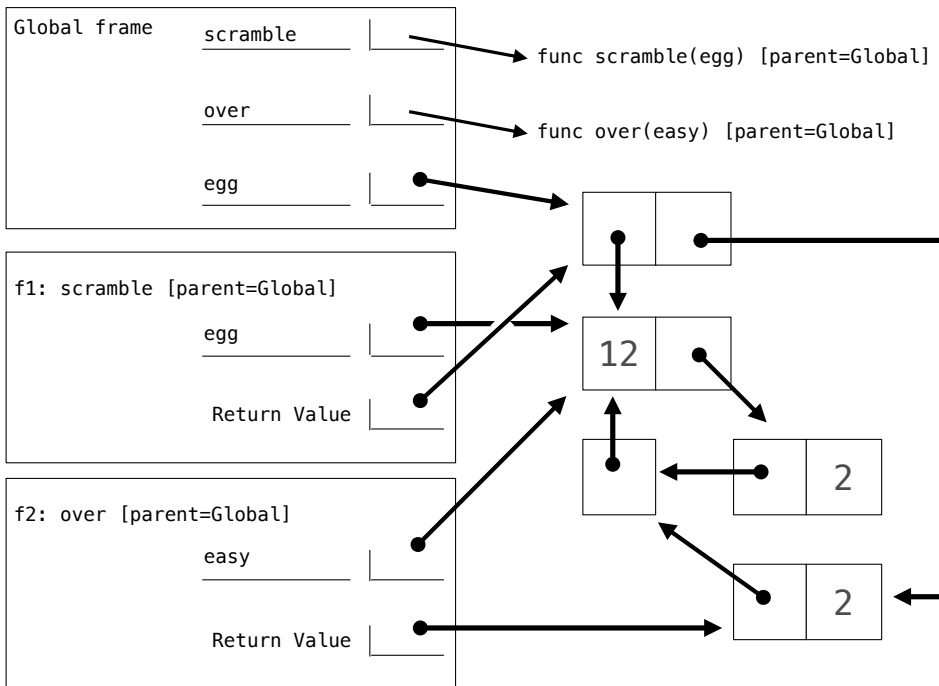 Global frame
scramble
func scramble(egg) [parent=Global]
over
func over(easy) [parent=Global]
egg
f1: scramble [parent=Global]
egg
12
Return Value
2
f2: over [parent=Global]
easy
2
Return Value